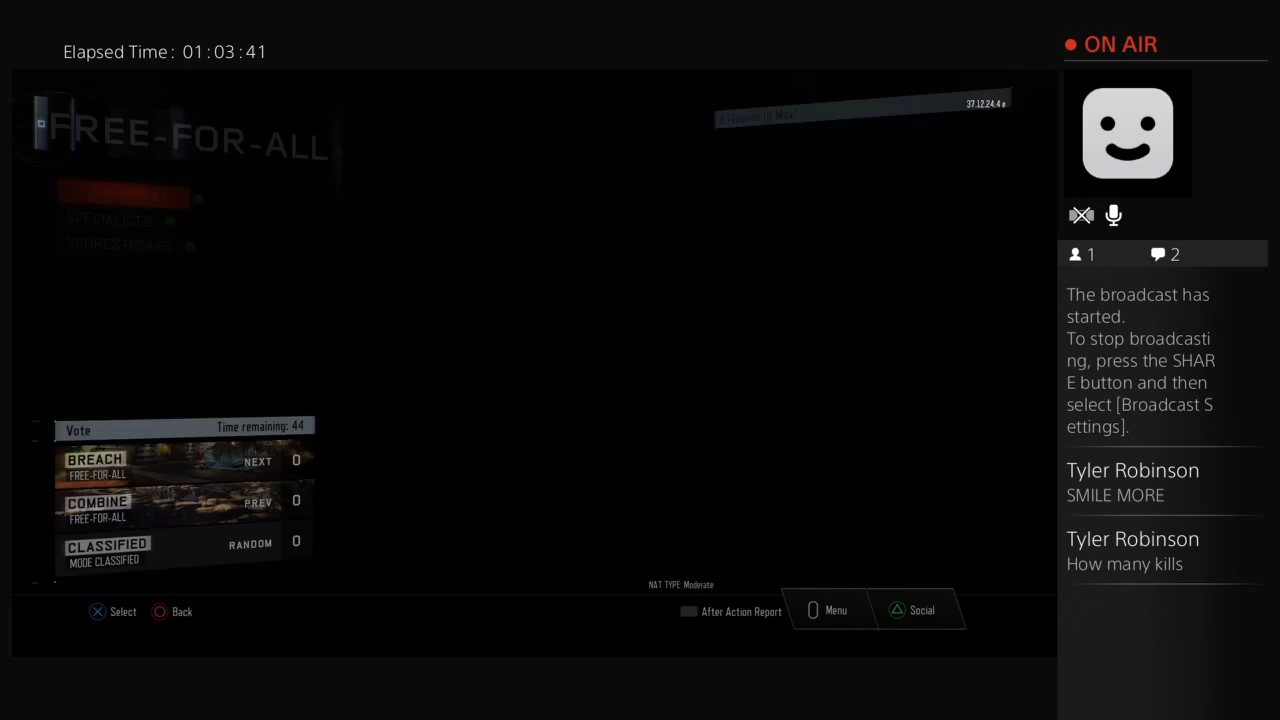 Elapsed Time: 01:03:41
ON AIR
FREE-FOR-ALL
37.12.24.4
SPECIALISTS
SCORESTREAKS
1
2
The broadcast has
started.
To stop broadcasti
ng, press the SHAR
E button and then
select [Broadcast S
ettings].
Vote
Time remaining: 44
BREACH
NEXT
0
FREE-FOR-ALL
COMBINE
PREV
0
FREE-FOR-ALL
CLASSIFIED
RANDOM
0
MODE CLASSIFIED
Tyler Robinson
SMILE MORE
Tyler Robinson
How many kills
NAT TYPE: Moderate
Select
Back
After Action Report
Menu
Social